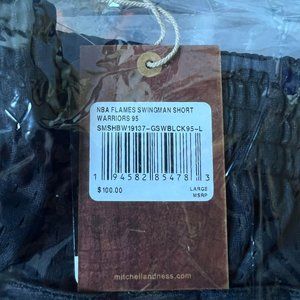 NBA FLAMES SWINGMAN SHORT
WARRIORS 95
SMSHBW19137-GSWBLCK95-L
1 94582 85478 3
$100.00
LARGE
MSRP
mitchellandness.com